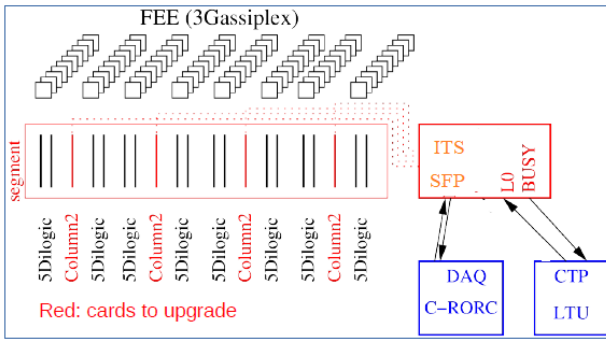 FEE (3Gassiplex)
segment
ITS
SFP
L0
BUSY
5Dilogic
Column2
5Dilogic
5Dilogic
Column2
5Dilogic
5Dilogic
Column2
5Dilogic
5Dilogic
Column2
5Dilogic
DAQ
C-RORC
CTP
LTU
Red: cards to upgrade